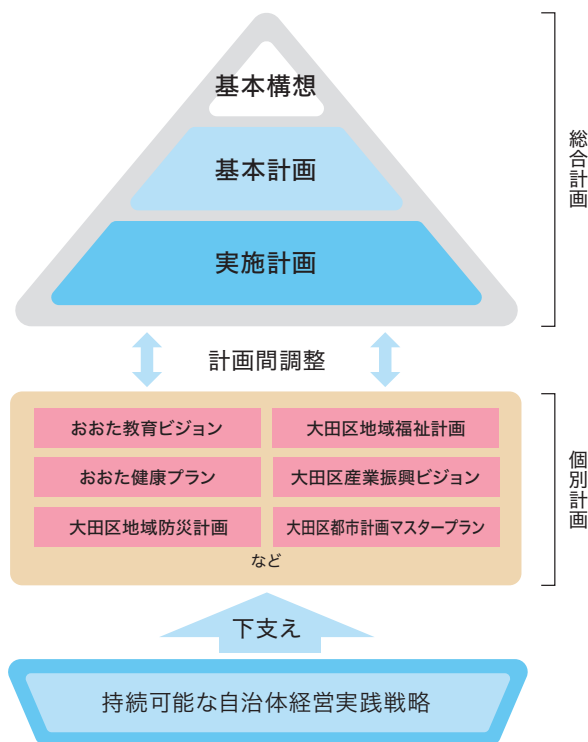 基本構想
基本計画
実施計画
総合計画
計画間調整
おおた教育ビジョン
大田区地域福祉計画
おおた健康プラン
大田区産業振興ビジョン
大田区地域防災計画
大田区都市計画マスタープラン
など
個別計画
下支え
持続可能な自治体経営実践戦略